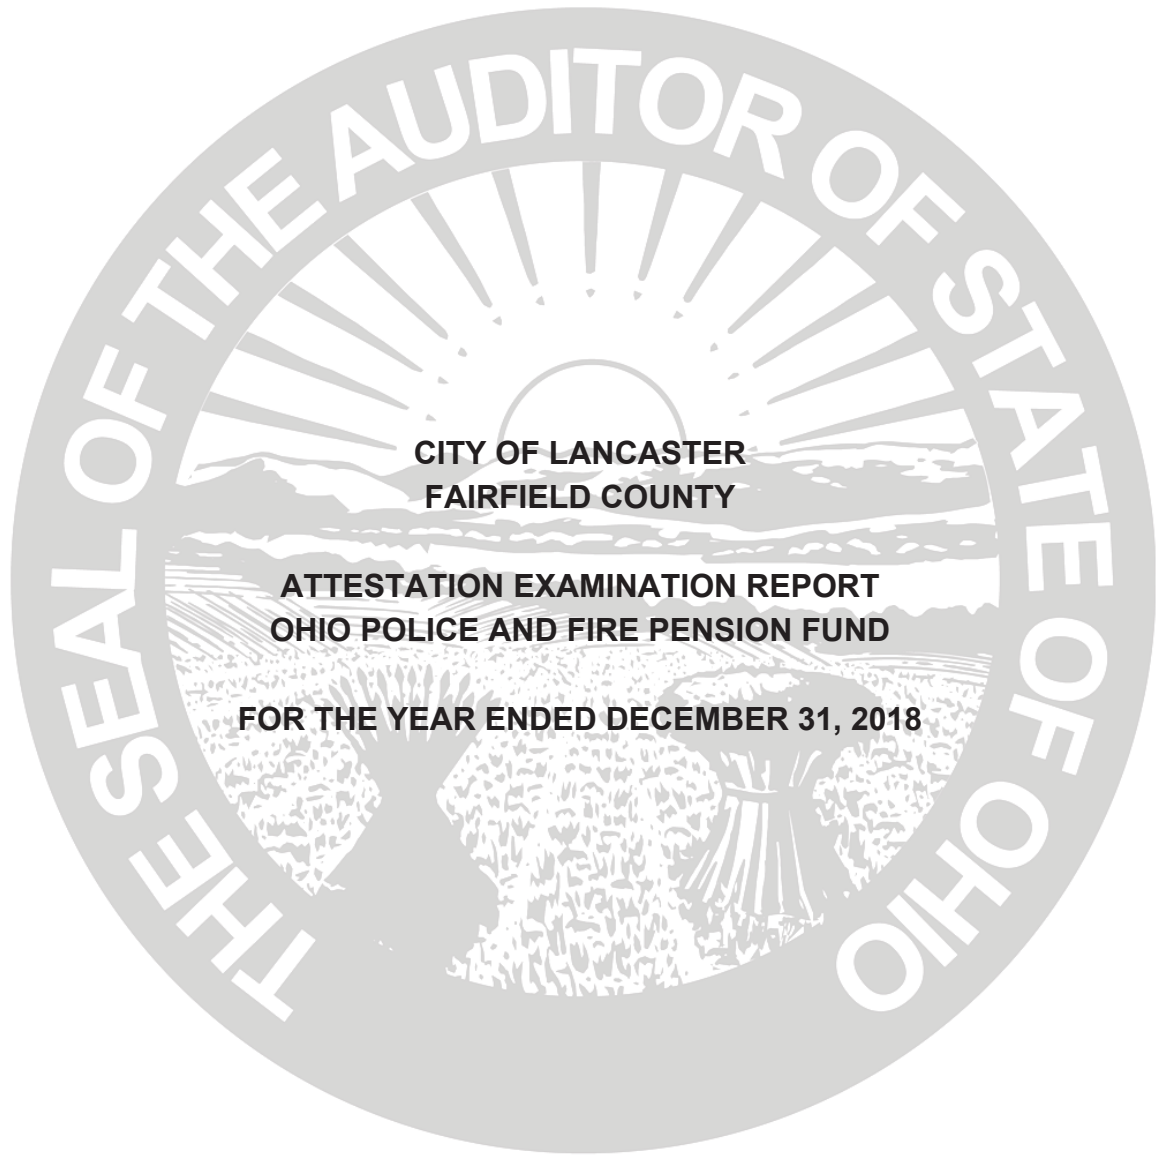 THE SEAL OF THE AUDITOR OF STATE OF OHIO
CITY OF LANCASTER
FAIRFIELD COUNTY
ATTESTATION EXAMINATION REPORT
OHIO POLICE AND FIRE PENSION FUND
FOR THE YEAR ENDED DECEMBER 31, 2018